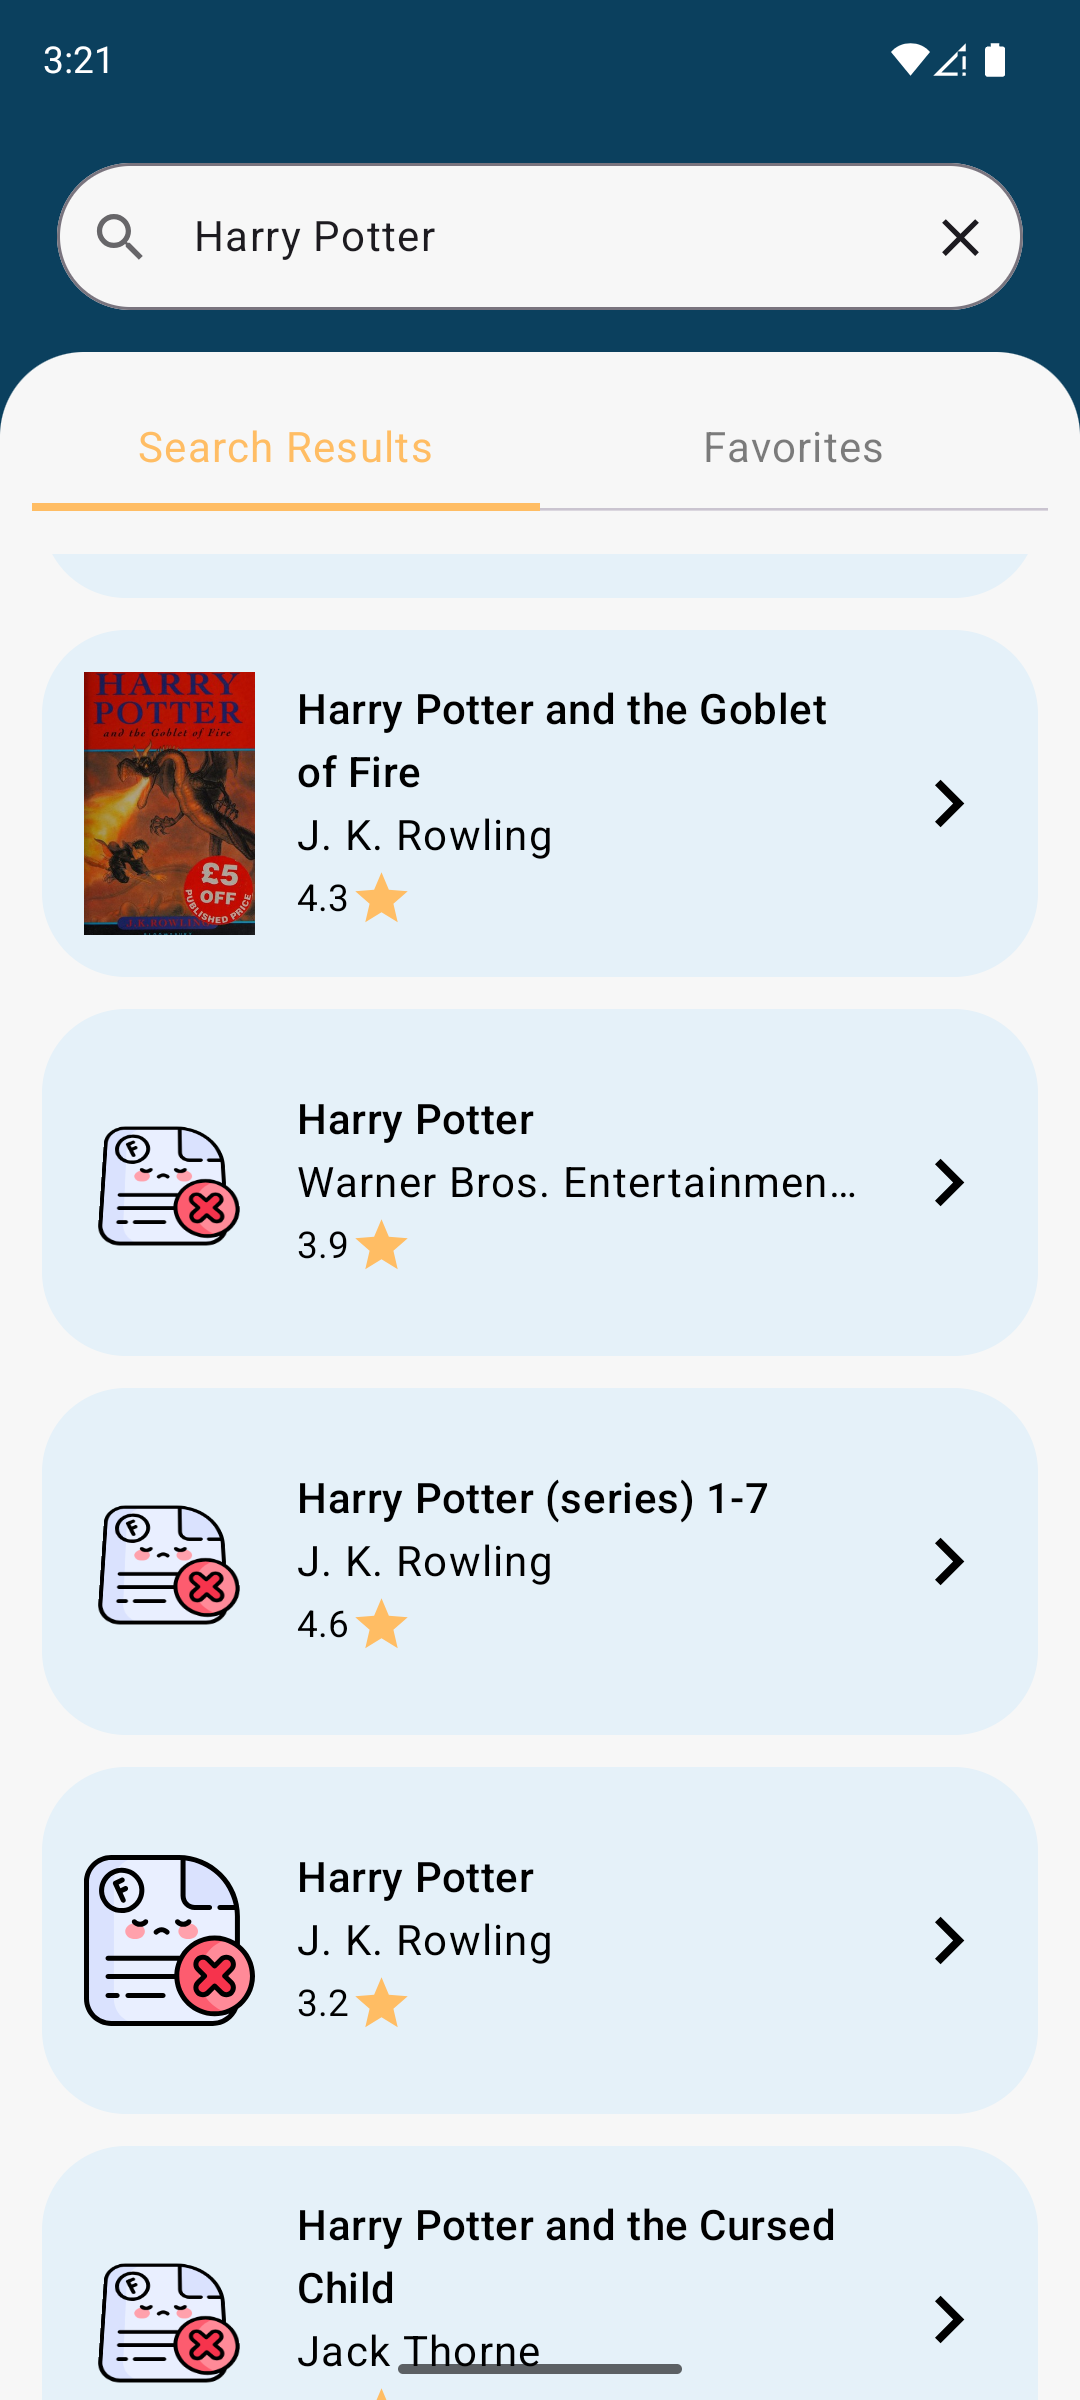 3:21
Harry Potter
Search Results
Favorites
HARRY
POTTER
and the Goblet of Fire
£5
OFF
PUBLISHED PRICE
J.K. ROWLING
Harry Potter and the Goblet
of Fire
J. K. Rowling
4.3
F
Harry Potter
Warner Bros. Entertainmen...
3.9
F
Harry Potter (series) 1-7
J. K. Rowling
4.6
F
Harry Potter
J. K. Rowling
3.2
F
Harry Potter and the Cursed
Child
Jack Thorne